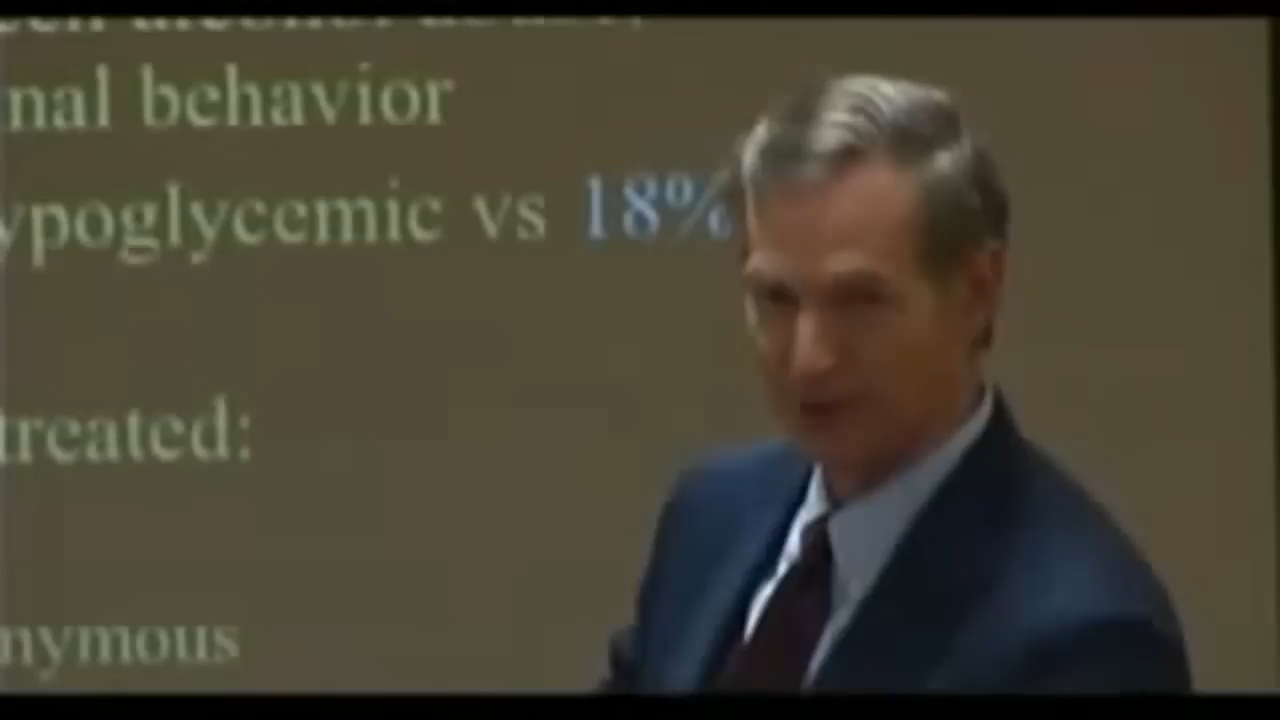 nal behavior
ypoglycemic vs 18%
treated:
nymous